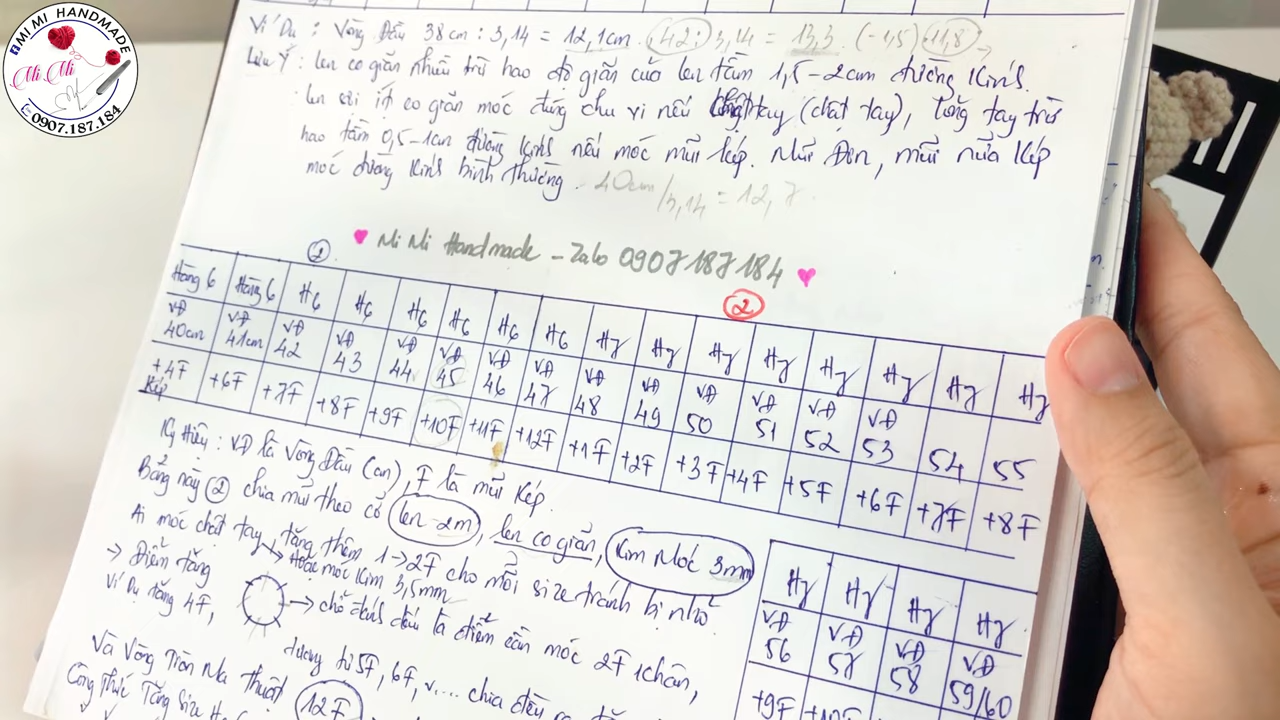 MI MI HANDMADE
Mi Mi
0907.187.184
Ví Dụ : Vòng Đầu 38cm : 3,14 = 12,1cm. 42 : 3,14 = 13,3. (-1,5) 11,8
Lưu Ý : len co giãn nhiều trừ hao độ giãn của len tầm 1,5-2cm đường Kính.
len sợi ít co giãn móc đúng chu vi nếu tay (chặt tay), lỏng tay trừ
hao tầm 0,5-1cm đường kính nếu móc mũi kép. Mũi Đơn, mũi nửa Kép
móc đường Kính bình thường. 40cm/3,14 = 12,7.
♥ Mi Mi Handmade - Zalo 0907187184 ♥
① ②
Hàng 6 Hàng 6 H6 H6 H6 H6 H6 H6 H7 H7 H7 H7 H7 H7 H7 H7
VĐ 40cm VĐ 41cm VĐ 42 VĐ 43 VĐ 44 VĐ 45 VĐ 46 VĐ 47 VĐ 48 VĐ 49 VĐ 50 VĐ 51 VĐ 52 VĐ 53 54 55
+4F Kép +6F +7F +8F +9F +10F +11F +12F +1F +2F +3F +4F +5F +6F +7F +8F
Ký Hiệu : VĐ là Vòng Đầu (cm), F là mũi Kép.
Bảng này ② chia mũi theo cở len 2m, len co giãn, Kim Móc 3mm
Ai móc chặt tay tăng thêm 1→2F cho mỗi size tránh bị nhỏ.
Hoặc móc Kim 3,5mm
→ Điểm tăng
Ví Dụ tăng 4F, → chổ dấu là điểm cần móc 2F 1 chân,
tương tự 5F, 6F, v.... chia đều ra
Và Vòng Tròn Ma thuật 12F
Công thức Tăng Size
H7 H7 H7 H7
VĐ 56 VĐ 57 VĐ 58 VĐ 59/60
+9F +10F